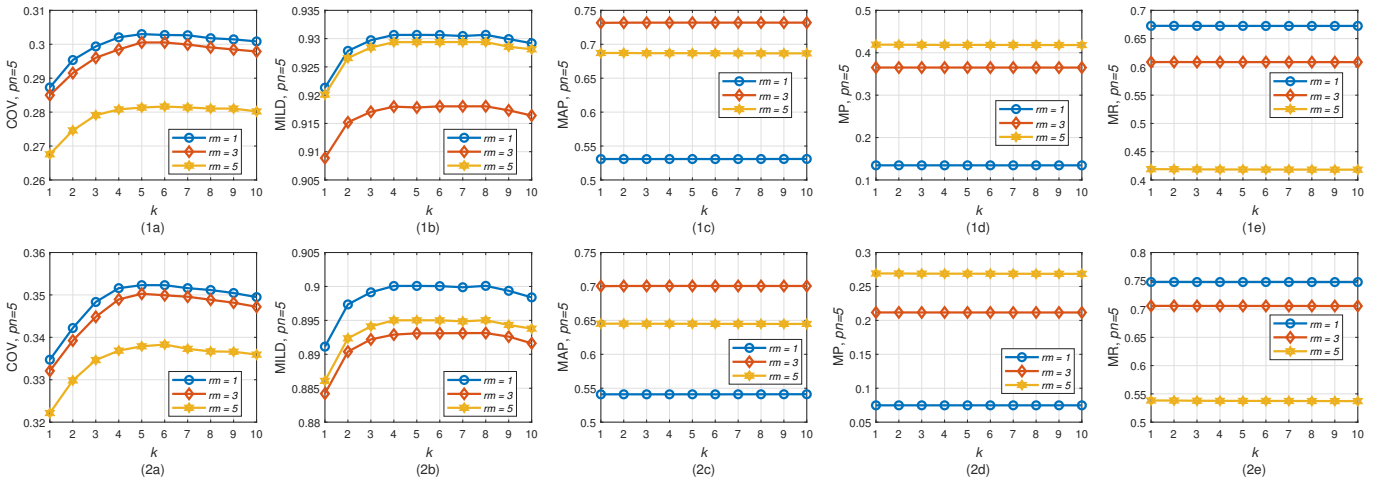 COV, pn=5
0.31
0.3
0.29
0.28
0.27
0.26
1 2 3 4 5 6 7 8 9 10
k
(1a)
rm = 1
rm = 3
rm = 5
MILD, pn=5
0.935
0.93
0.925
0.92
0.915
0.91
0.905
1 2 3 4 5 6 7 8 9 10
k
(1b)
rm = 1
rm = 3
rm = 5
MAP, pn=5
0.75
0.7
0.65
0.6
0.55
0.5
1 2 3 4 5 6 7 8 9 10
k
(1c)
rm = 1
rm = 3
rm = 5
MP, pn=5
0.5
0.4
0.3
0.2
0.1
1 2 3 4 5 6 7 8 9 10
k
(1d)
rm = 1
rm = 3
rm = 5
MR, pn=5
0.7
0.6
0.5
0.4
1 2 3 4 5 6 7 8 9 10
k
(1e)
rm = 1
rm = 3
rm = 5
COV, pn=5
0.36
0.35
0.34
0.33
0.32
1 2 3 4 5 6 7 8 9 10
k
(2a)
rm = 1
rm = 3
rm = 5
MILD, pn=5
0.905
0.9
0.895
0.89
0.885
0.88
1 2 3 4 5 6 7 8 9 10
k
(2b)
rm = 1
rm = 3
rm = 5
MAP, pn=5
0.75
0.7
0.65
0.6
0.55
0.5
1 2 3 4 5 6 7 8 9 10
k
(2c)
rm = 1
rm = 3
rm = 5
MP, pn=5
0.3
0.25
0.2
0.15
0.1
0.05
1 2 3 4 5 6 7 8 9 10
k
(2d)
rm = 1
rm = 3
rm = 5
MR, pn=5
0.8
0.75
0.7
0.65
0.6
0.55
0.5
1 2 3 4 5 6 7 8 9 10
k
(2e)
rm = 1
rm = 3
rm = 5